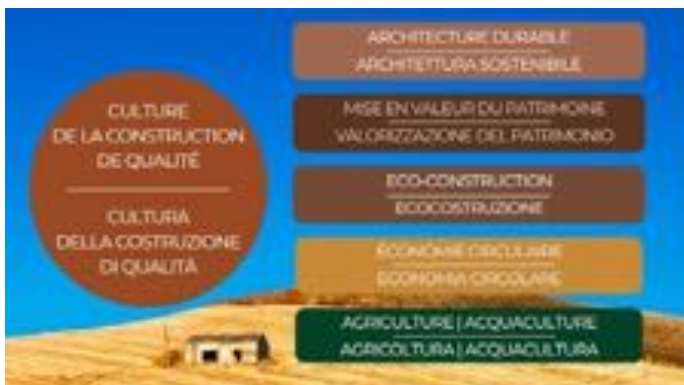 CULTURE
DE LA CONSTRUCTION
DE QUALITÉ
CULTURA
DELLA COSTRUZIONE
DI QUALITÀ
ARCHITECTURE DURABLE
ARCHITETTURA SOSTENIBILE
MISE EN VALEUR DU PATRIMOINE
VALORIZZAZIONE DEL PATRIMONIO
ECO-CONSTRUCTION
ECOCOSTRUZIONE
ÉCONOMIE CIRCULAIRE
ECONOMIA CIRCOLARE
AGRICULTURE | ACQUACULTURE
AGRICOLTURA | ACQUACULTURA